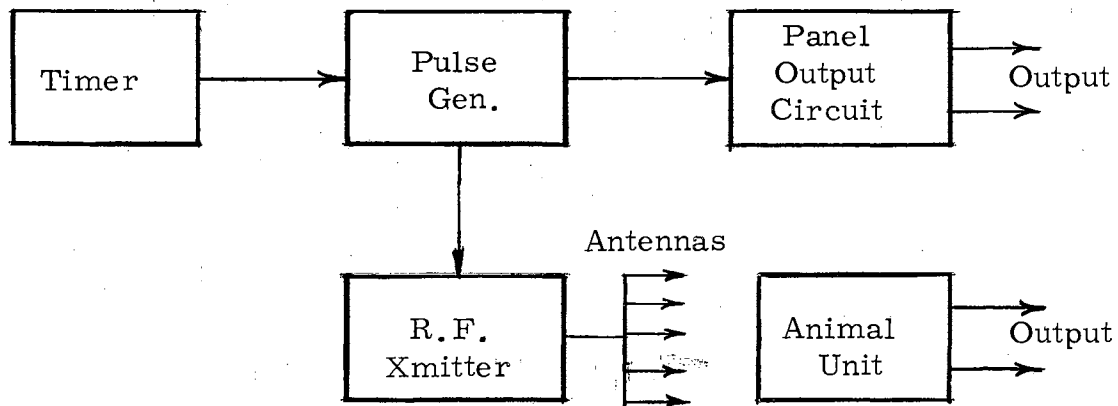 Timer
Pulse
Gen.
Panel
Output
Circuit
Output
Antennas
R.F.
Xmitter
Animal
Unit
Output